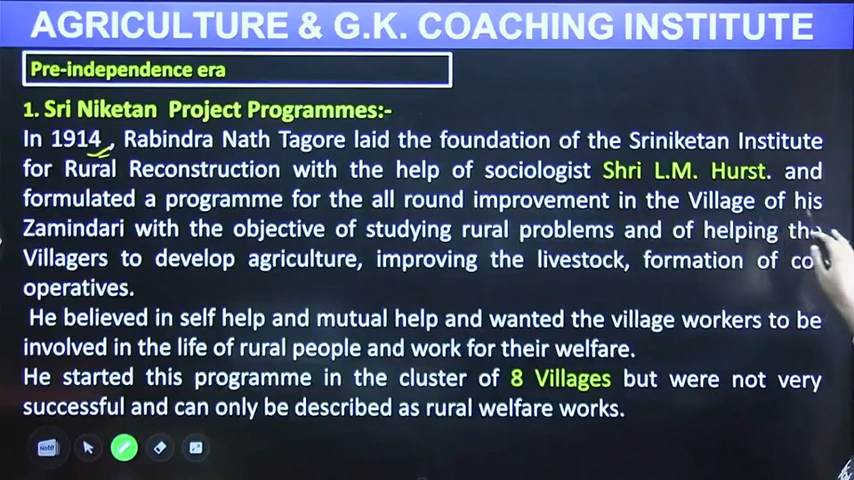 AGRICULTURE & G.K. COACHING INSTITUTE
Pre-independence era
1. Sri Niketan Project Programmes:-
In 1914 , Rabindra Nath Tagore laid the foundation of the Sriniketan Institute
for Rural Reconstruction with the help of sociologist Shri L.M. Hurst. and
formulated a programme for the all round improvement in the Village of his
Zamindari with the objective of studying rural problems and of helping the
Villagers to develop agriculture, improving the livestock, formation of co
operatives.
He believed in self help and mutual help and wanted the village workers to be
involved in the life of rural people and work for their welfare.
He started this programme in the cluster of 8 Villages but were not very
successful and can only be described as rural welfare works.
Note